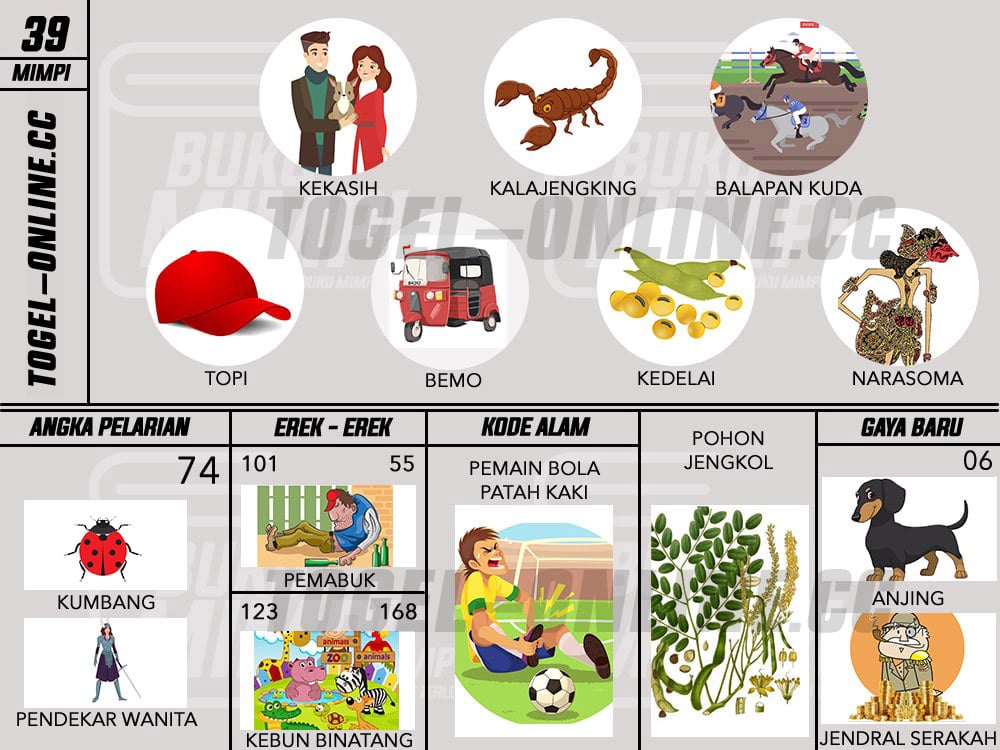 39
MIMPI
TOGEL-ONLINE.CC
KEKASIH
KALAJENGKING
BALAPAN KUDA
TOGEL-ONLINE.CC
BUKU MIMPI
TOPI
BEMO
KEDELAI
NARASOMA
ANGKA PELARIAN
74
KUMBANG
PENDEKAR WANITA
EREK - EREK
101 55
PEMABUK
123 168
animals
ZOO
animals
KEBUN BINATANG
KODE ALAM
PEMAIN BOLA
PATAH KAKI
POHON
JENGKOL
GAYA BARU
06
ANJING
JENDRAL SERAKAH